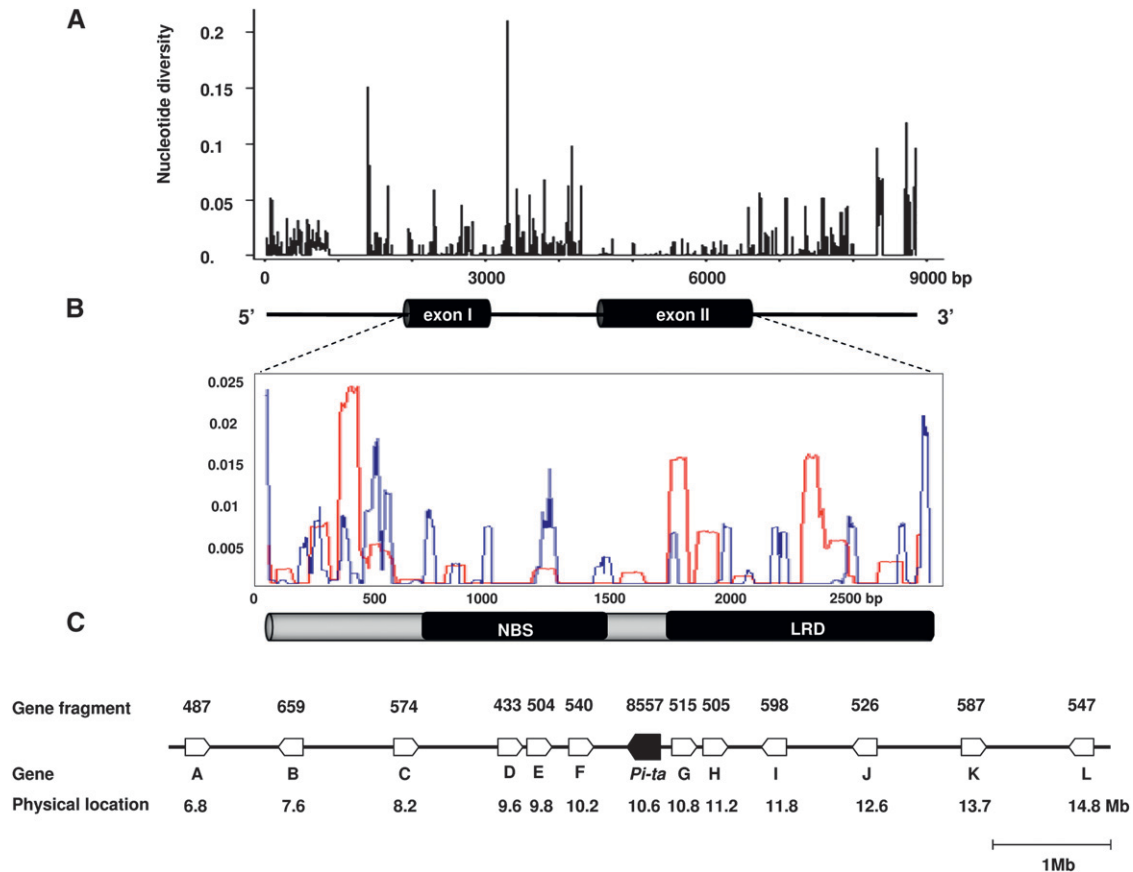 A
Nucleotide diversity
0.2
0.15
0.1
0.05
0.
0 3000 6000 9000 bp
B
5’ exon I exon II 3’
0.025
0.02
0.015
0.01
0.005
0 500 1000 1500 2000 2500 bp
C
NBS LRD
Gene fragment 487 659 574 433 504 540 8557 515 505 598 526 587 547
Gene A B C D E F Pi-ta G H I J K L
Physical location 6.8 7.6 8.2 9.6 9.8 10.2 10.6 10.8 11.2 11.8 12.6 13.7 14.8 Mb
1Mb